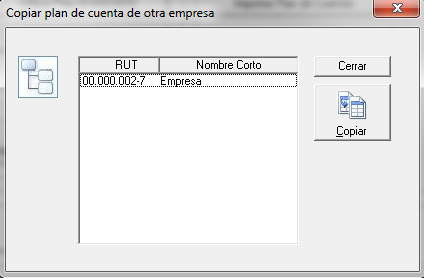 Copiar plan de cuenta de otra empresa
RUT Nombre Corto
00.000.002-7 Empresa
Cerrar
Copiar